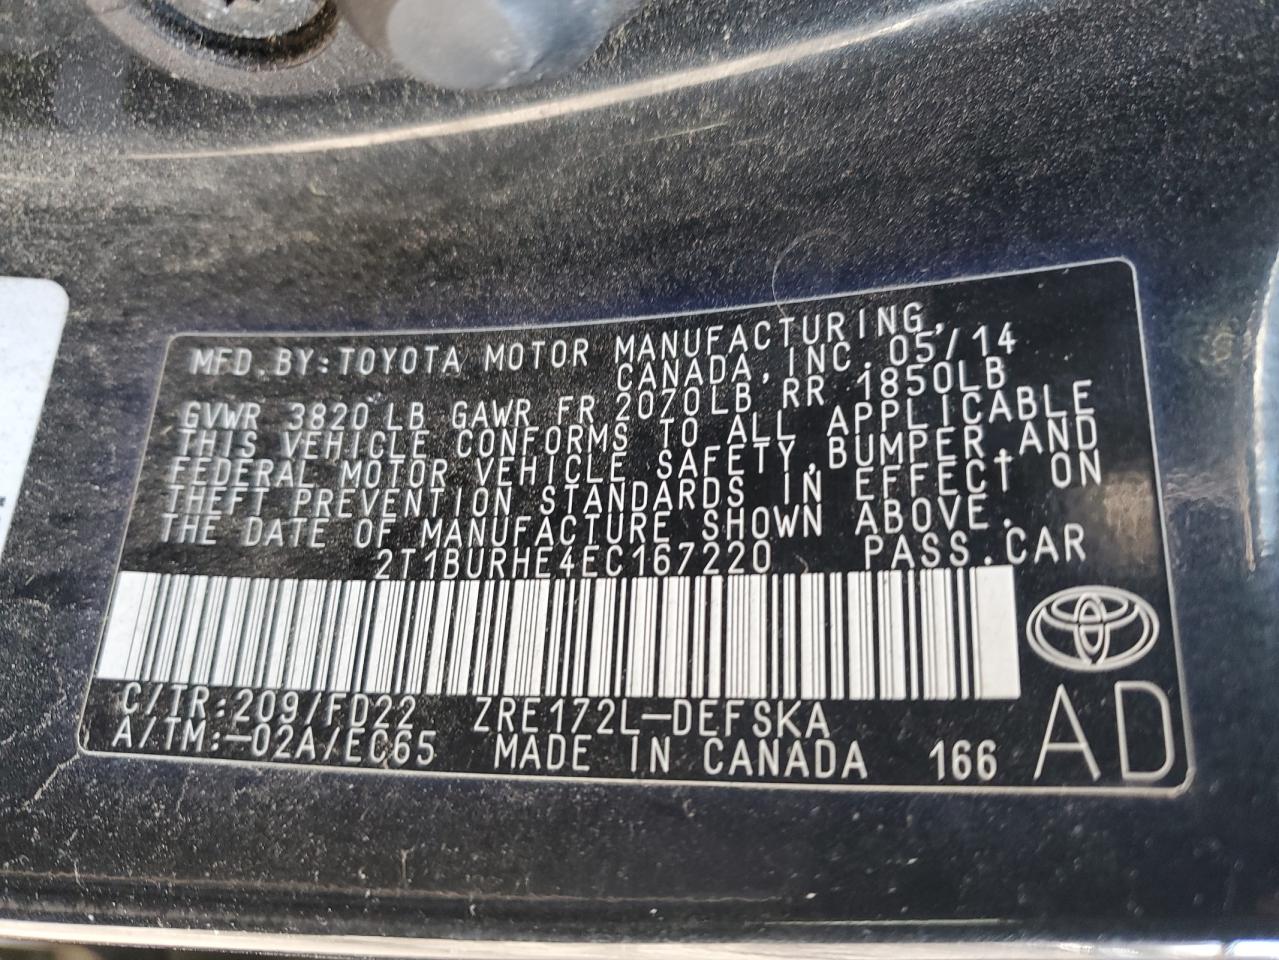 MFD.BY:TOYOTA MOTOR MANUFACTURING,
CANADA,INC.05/14
GVWR 3820LB GAWR FR 2070LB RR 1850LB
THIS VEHICLE CONFORMS TO ALL APPLICABLE
FEDERAL MOTOR VEHICLE SAFETY,BUMPER,AND
THEFT PREVENTION STANDARDS IN EFFECT ON
THE DATE OF MANUFACTURE SHOWN ABOVE.
2T1BURHE4EC167220 PASS.CAR
C/TR:209/FD22 ZRE172L-DEFSKA
A/TM:-02A/EC65 MADE IN CANADA 166 AD